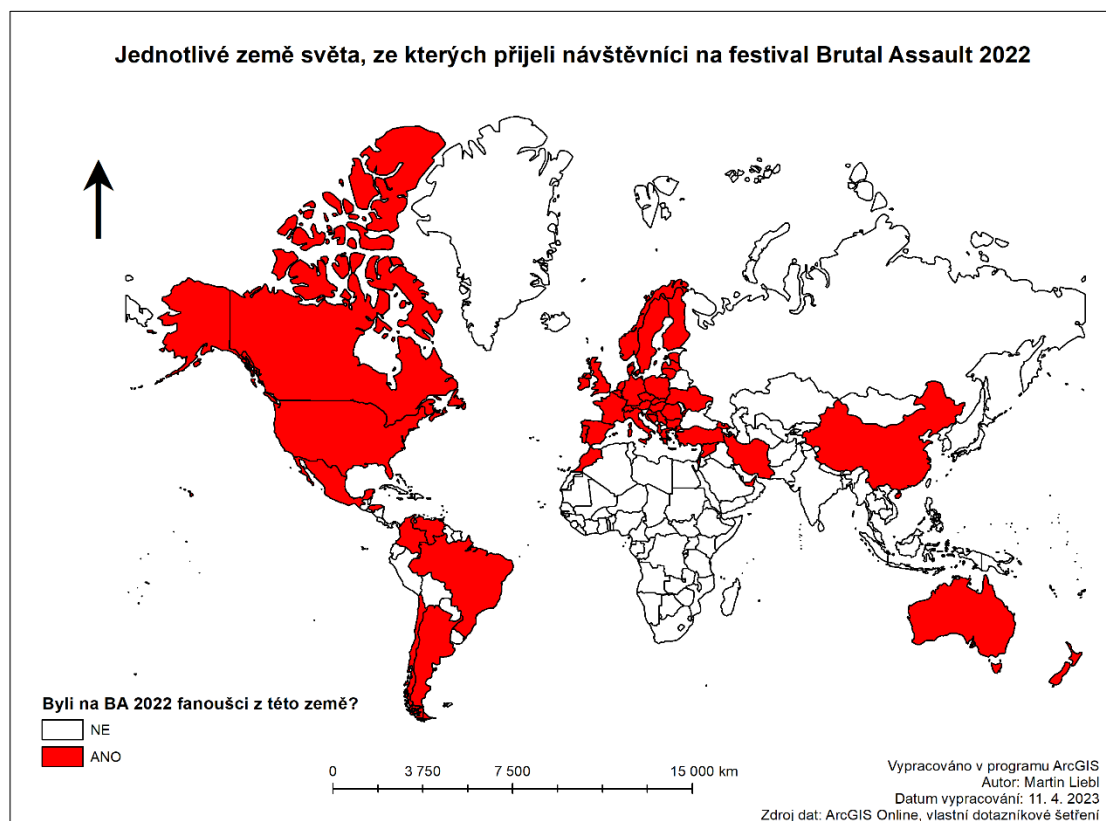 Jednotlivé země světa, ze kterých přijeli návštěvníci na festival Brutal Assault 2022
Byli na BA 2022 fanoušci z této země?
NE
ANO
0 3 750 7 500 15 000 km
Vypracováno v programu ArcGIS
Autor: Martin Liebl
Datum vypracování: 11. 4. 2023
Zdroj dat: ArcGIS Online, vlastní dotazníkové šetření